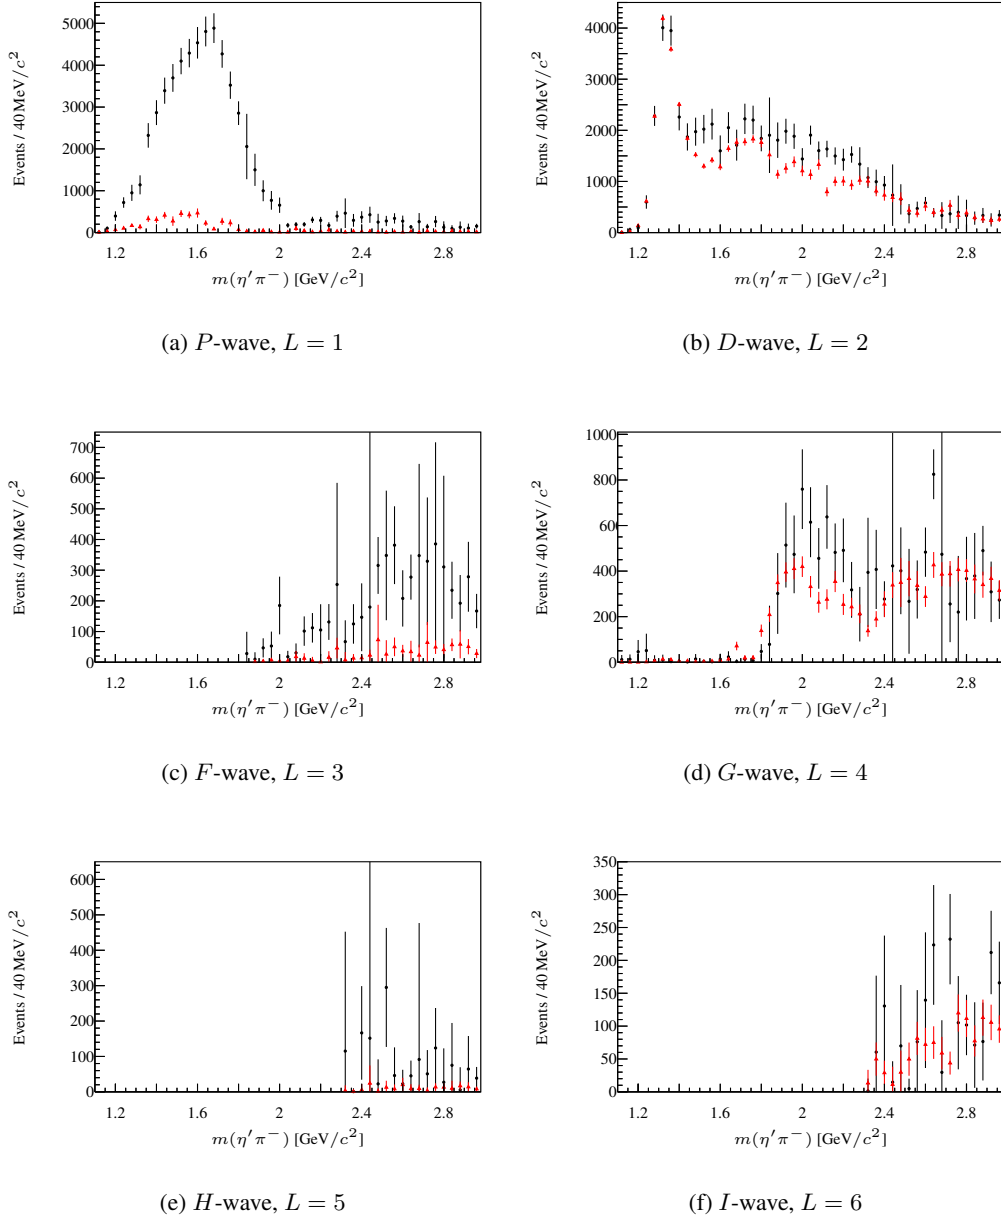 Events / 40 MeV/c²
5000
4000
3000
2000
1000
0
1.2 1.6 2 2.4 2.8
m(η′π⁻) [GeV/c²]
(a) P-wave, L = 1
Events / 40 MeV/c²
4000
3000
2000
1000
0
1.2 1.6 2 2.4 2.8
m(η′π⁻) [GeV/c²]
(b) D-wave, L = 2
Events / 40 MeV/c²
700
600
500
400
300
200
100
0
1.2 1.6 2 2.4 2.8
m(η′π⁻) [GeV/c²]
(c) F-wave, L = 3
Events / 40 MeV/c²
1000
800
600
400
200
0
1.2 1.6 2 2.4 2.8
m(η′π⁻) [GeV/c²]
(d) G-wave, L = 4
Events / 40 MeV/c²
600
500
400
300
200
100
0
1.2 1.6 2 2.4 2.8
m(η′π⁻) [GeV/c²]
(e) H-wave, L = 5
Events / 40 MeV/c²
350
300
250
200
150
100
50
0
1.2 1.6 2 2.4 2.8
m(η′π⁻) [GeV/c²]
(f) I-wave, L = 6